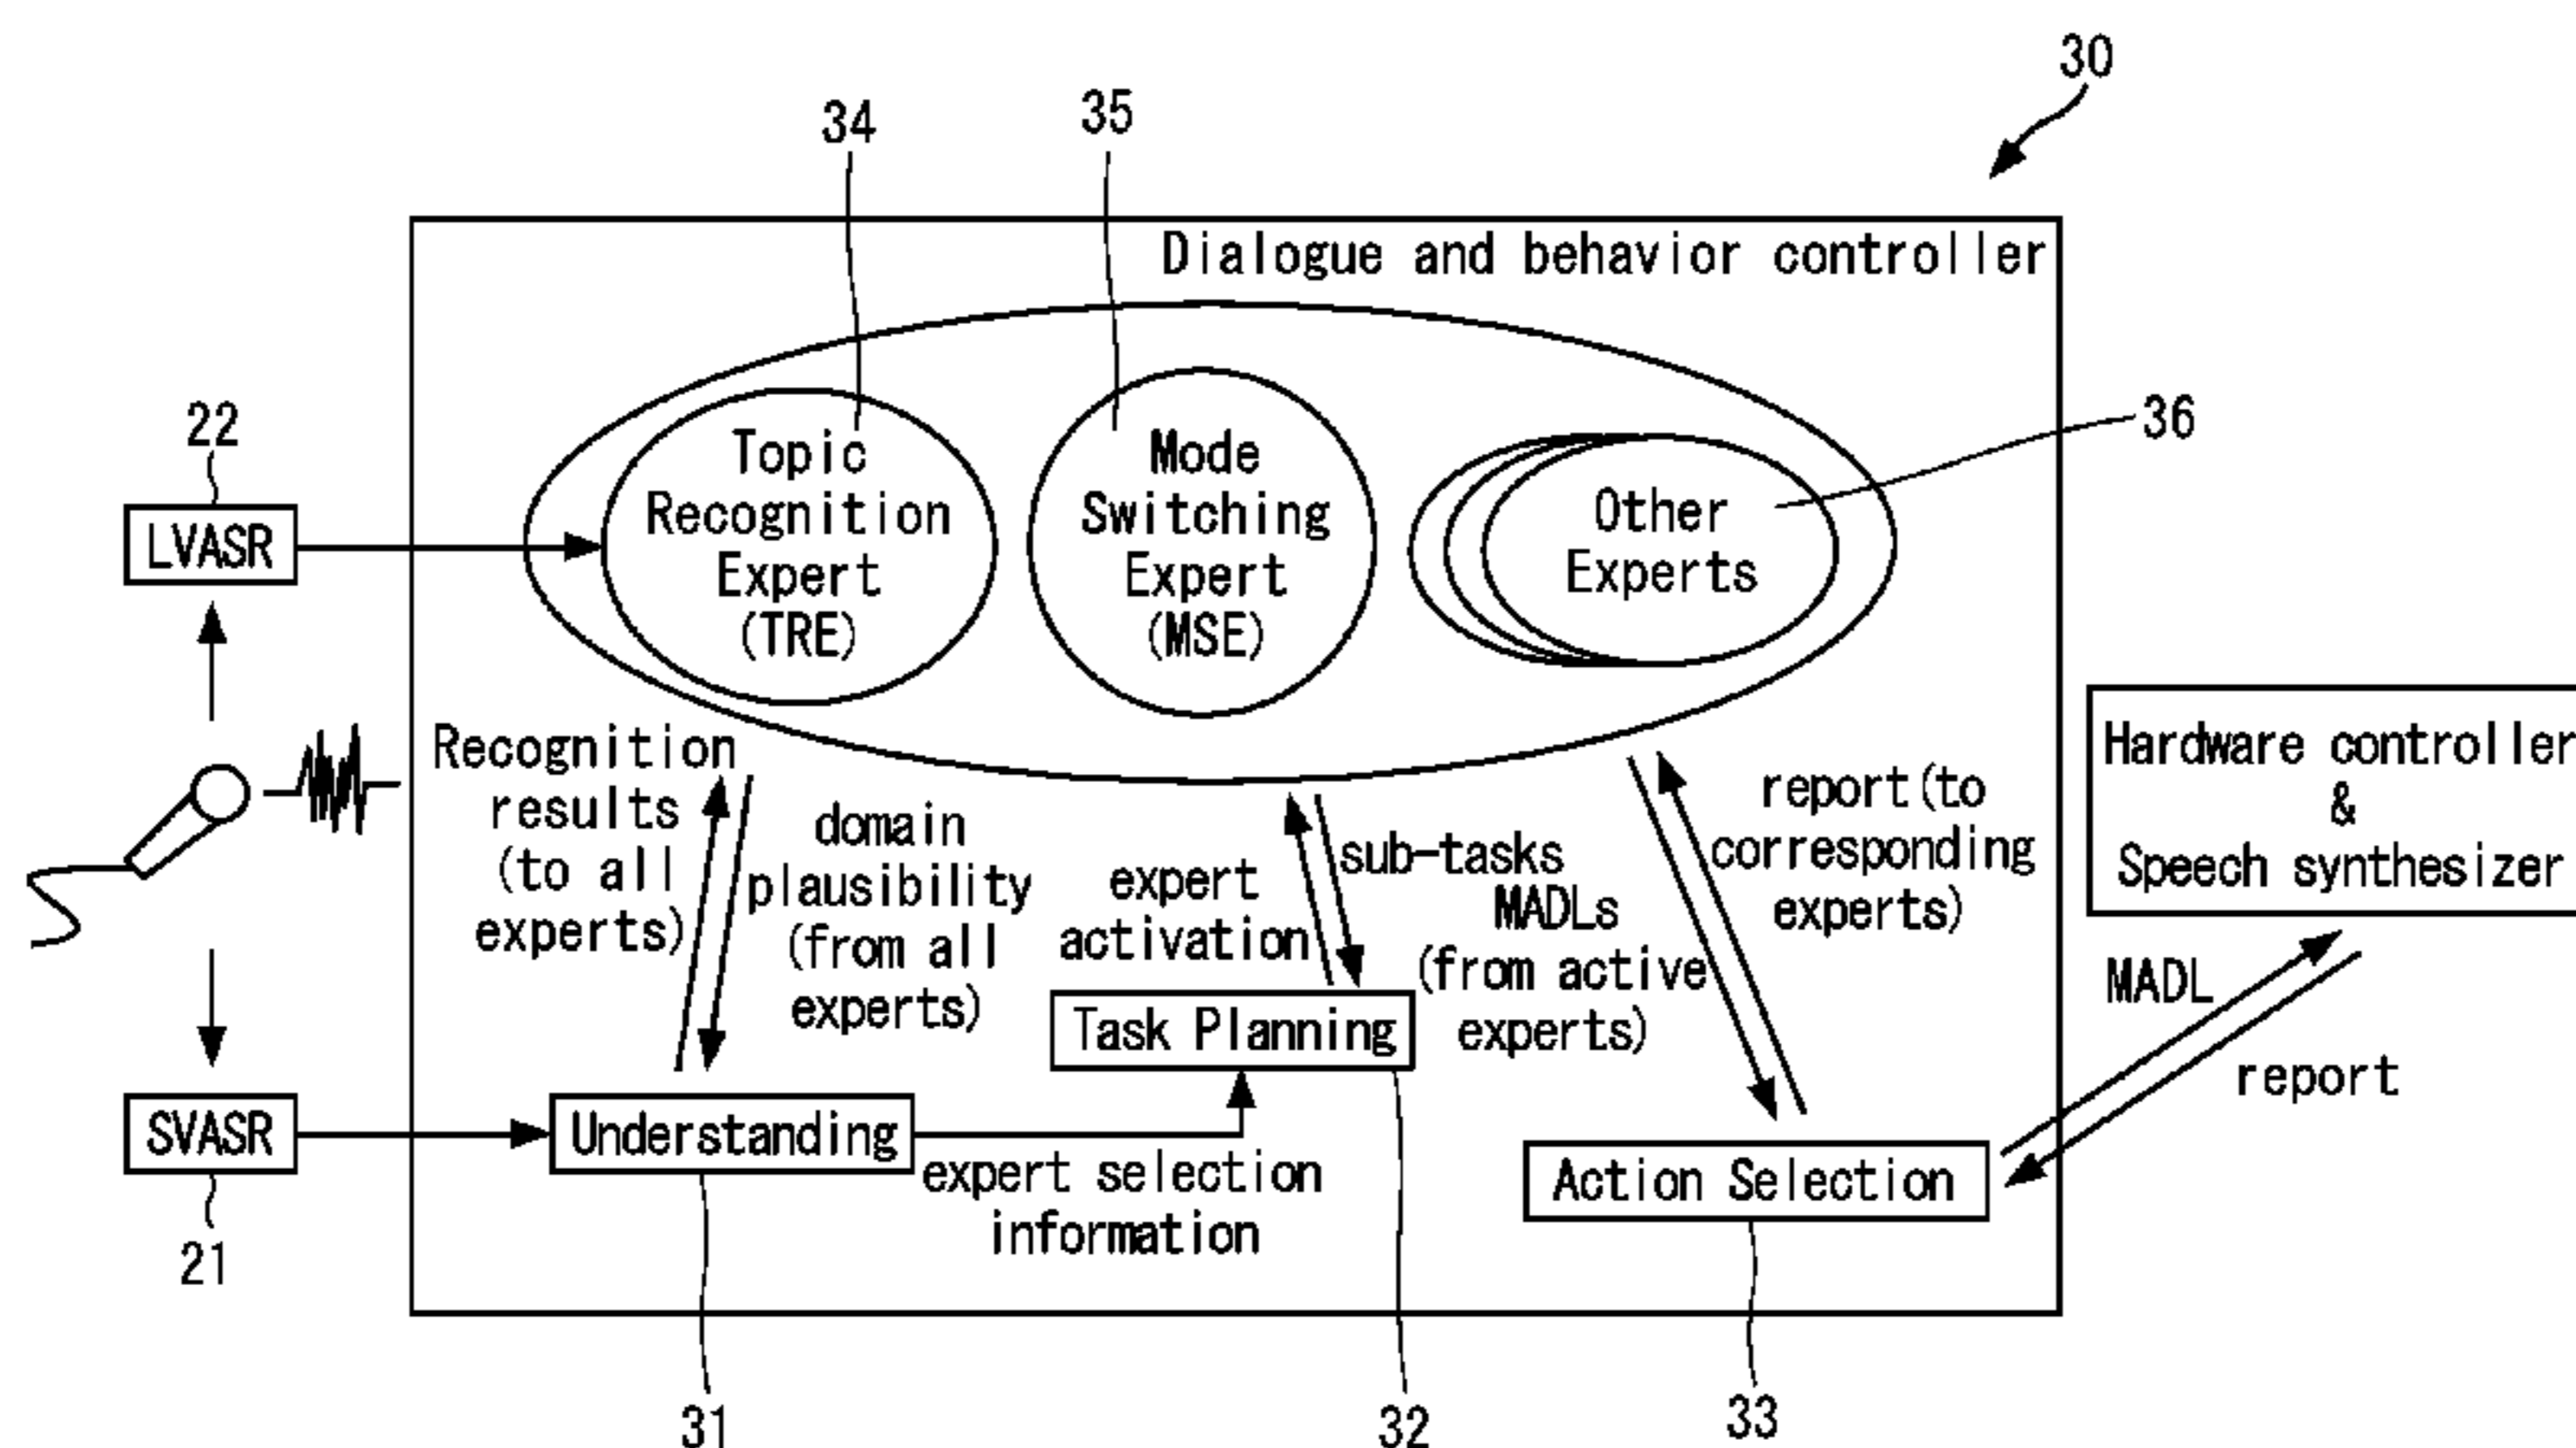 30
34
35
Dialogue and behavior controller
36
22
LVASR
Topic
Recognition
Expert
(TRE)
Mode
Switching
Expert
(MSE)
Other
Experts
Recognition
results
(to all
experts)
domain
plausibility
(from all
experts)
expert
activation
sub-tasks
MADLs
(from active
experts)
report(to
corresponding
experts)
Hardware controller
&
Speech synthesizer
MADL
report
Task Planning
SVASR
21
Understanding
expert selection
information
Action Selection
31
32
33